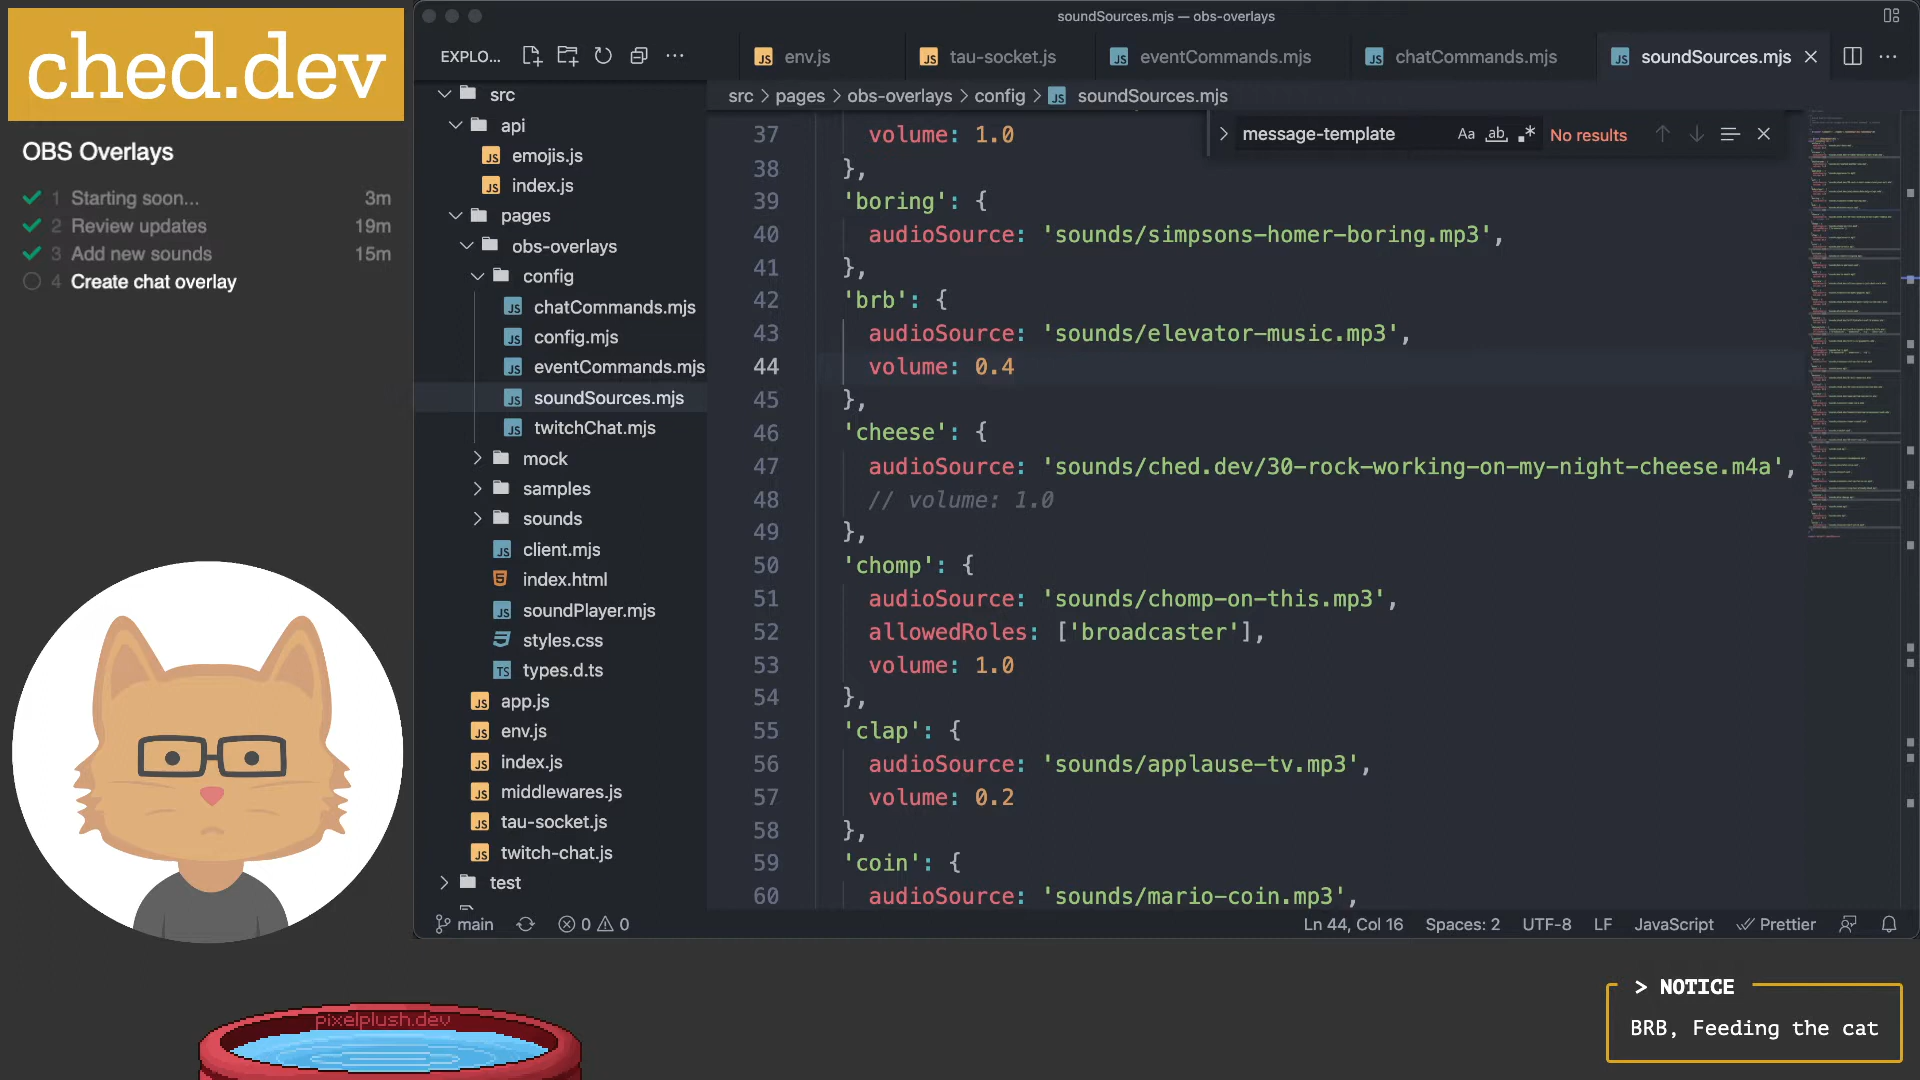 ched.dev
OBS Overlays
1 Starting soon... 3m
2 Review updates 19m
3 Add new sounds 15m
4 Create chat overlay
soundSources.mjs — obs-overlays
EXPLO...
env.js
tau-socket.js
eventCommands.mjs
chatCommands.mjs
soundSources.mjs
src
api
emojis.js
index.js
pages
obs-overlays
config
chatCommands.mjs
config.mjs
eventCommands.mjs
soundSources.mjs
twitchChat.mjs
mock
samples
sounds
client.mjs
index.html
soundPlayer.mjs
styles.css
types.d.ts
app.js
env.js
index.js
middlewares.js
tau-socket.js
twitch-chat.js
test
src > pages > obs-overlays > config > soundSources.mjs
message-template Aa ab .* No results
37 volume: 1.0
38 },
39 'boring': {
40 audioSource: 'sounds/simpsons-homer-boring.mp3',
41 },
42 'brb': {
43 audioSource: 'sounds/elevator-music.mp3',
44 volume: 0.4
45 },
46 'cheese': {
47 audioSource: 'sounds/ched.dev/30-rock-working-on-my-night-cheese.m4a',
48 // volume: 1.0
49 },
50 'chomp': {
51 audioSource: 'sounds/chomp-on-this.mp3',
52 allowedRoles: ['broadcaster'],
53 volume: 1.0
54 },
55 'clap': {
56 audioSource: 'sounds/applause-tv.mp3',
57 volume: 0.2
58 },
59 'coin': {
60 audioSource: 'sounds/mario-coin.mp3',
main 0 0 Ln 44, Col 16 Spaces: 2 UTF-8 LF JavaScript Prettier
pixelplush.dev
> NOTICE
BRB, Feeding the cat